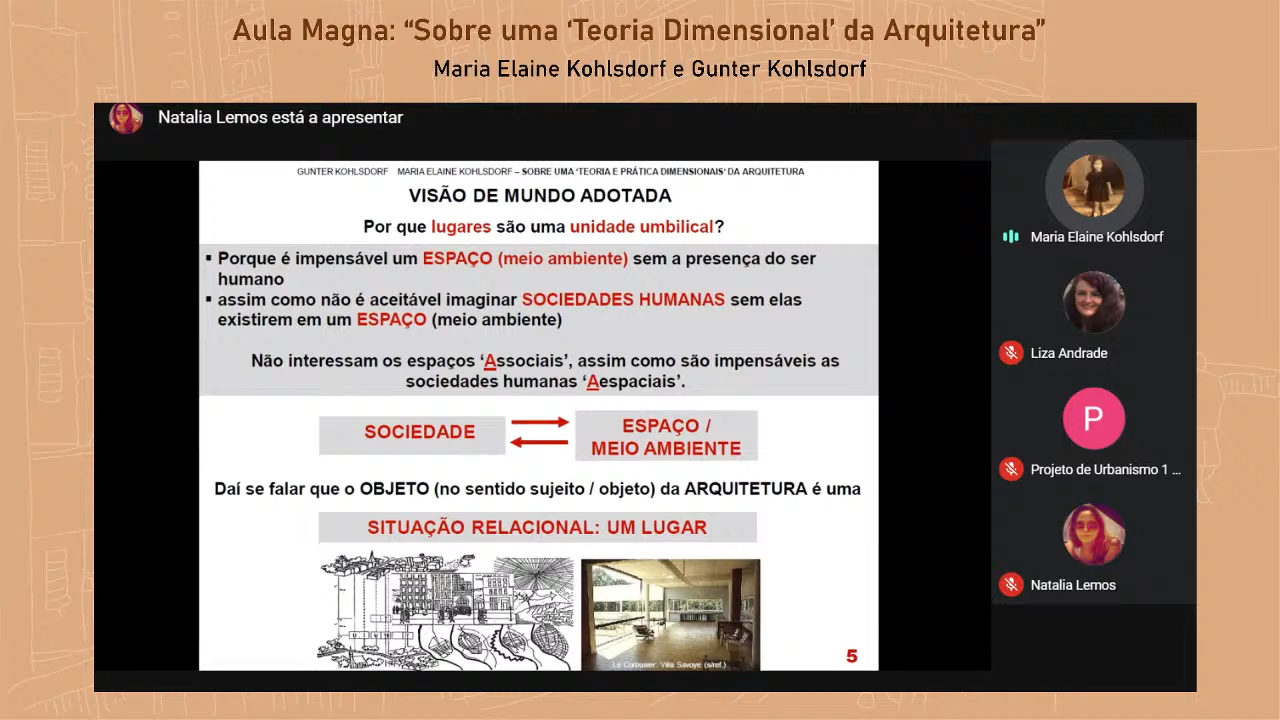 Aula Magna: “Sobre uma ‘Teoria Dimensional’ da Arquitetura”
Maria Elaine Kohlsdorf e Gunter Kohlsdorf
Natalia Lemos está a apresentar
GUNTER KOHLSDORF MARIA ELAINE KOHLSDORF – SOBRE UMA ‘TEORIA E PRÁTICA DIMENSIONAIS’ DA ARQUITETURA
VISÃO DE MUNDO ADOTADA
Por que lugares são uma unidade umbilical?
▪ Porque é impensável um ESPAÇO (meio ambiente) sem a presença do ser
humano
▪ assim como não é aceitável imaginar SOCIEDADES HUMANAS sem elas
existirem em um ESPAÇO (meio ambiente)
Não interessam os espaços ‘Associais’, assim como são impensáveis as
sociedades humanas ‘Aespaciais’.
SOCIEDADE
ESPAÇO /
MEIO AMBIENTE
Daí se falar que o OBJETO (no sentido sujeito / objeto) da ARQUITETURA é uma
SITUAÇÃO RELACIONAL: UM LUGAR
Le Corbusier: Villa Savoye (s/ref.)
5
Maria Elaine Kohlsdorf
Liza Andrade
P
Projeto de Urbanismo 1 ...
Natalia Lemos